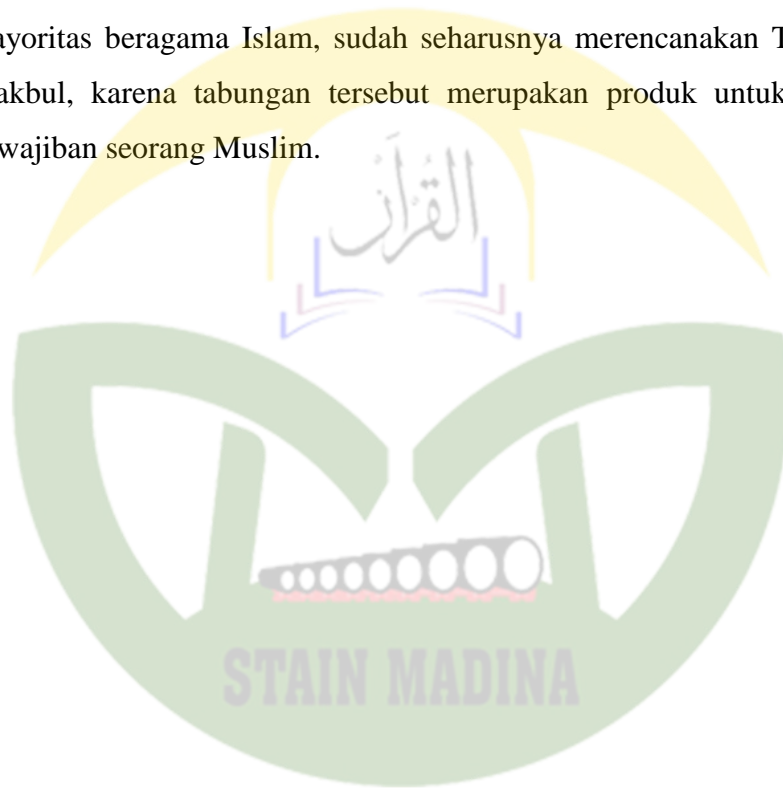 ayoritas beragama Islam, sudah seharusnya merencanakan T
akbul, karena tabungan tersebut merupakan produk untuk
wajiban seorang Muslim.
القرآن
STAIN MADINA